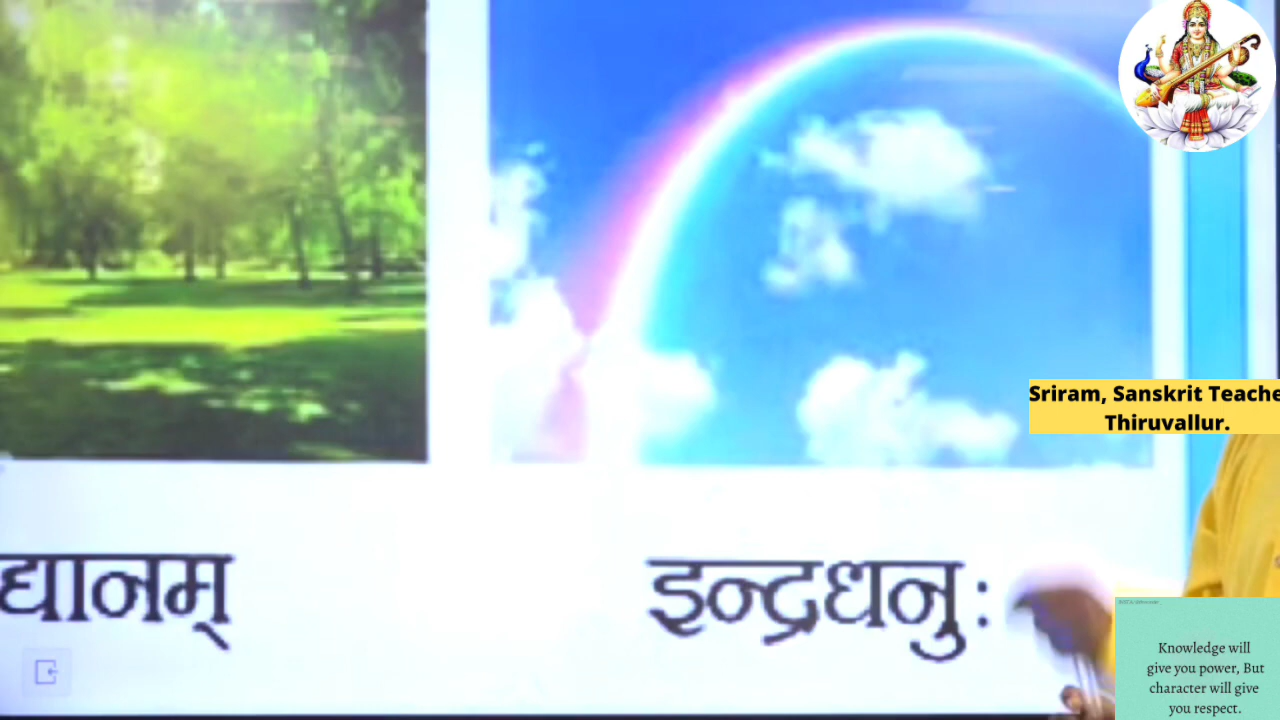 Sriram, Sanskrit Teache
Thiruvallur.
द्यानम्
इन्द्रधनुः
Knowledge will
give you power, But
character will give
you respect.